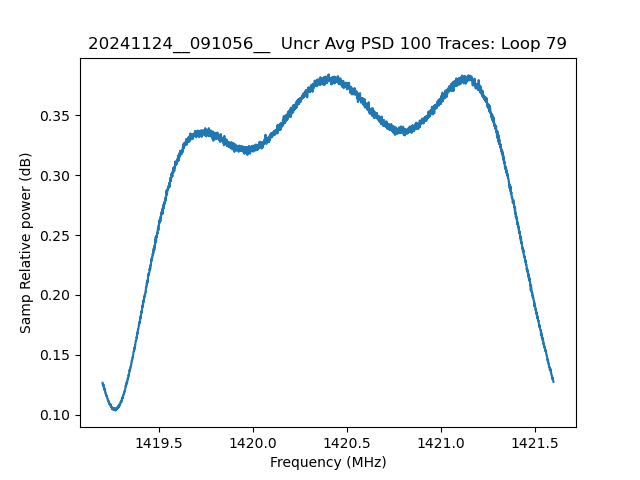 20241124__091056__  Uncr Avg PSD 100 Traces: Loop 79
Samp Relative power (dB)
0.35
0.30
0.25
0.20
0.15
0.10
1419.5 1420.0 1420.5 1421.0 1421.5
Frequency (MHz)